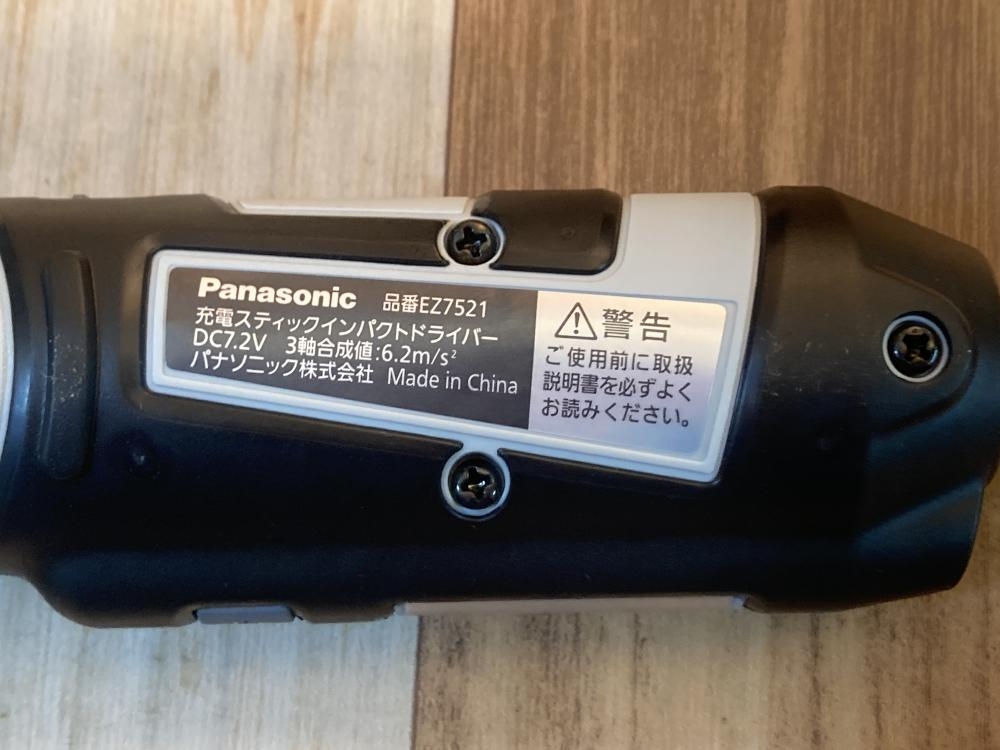 Panasonic 品番EZ7521
充電スティックインパクトドライバー
DC7.2V 3軸合成値:6.2m/s²
パナソニック株式会社 Made in China
警告
ご使用前に取扱
説明書を必ずよく
お読みください。